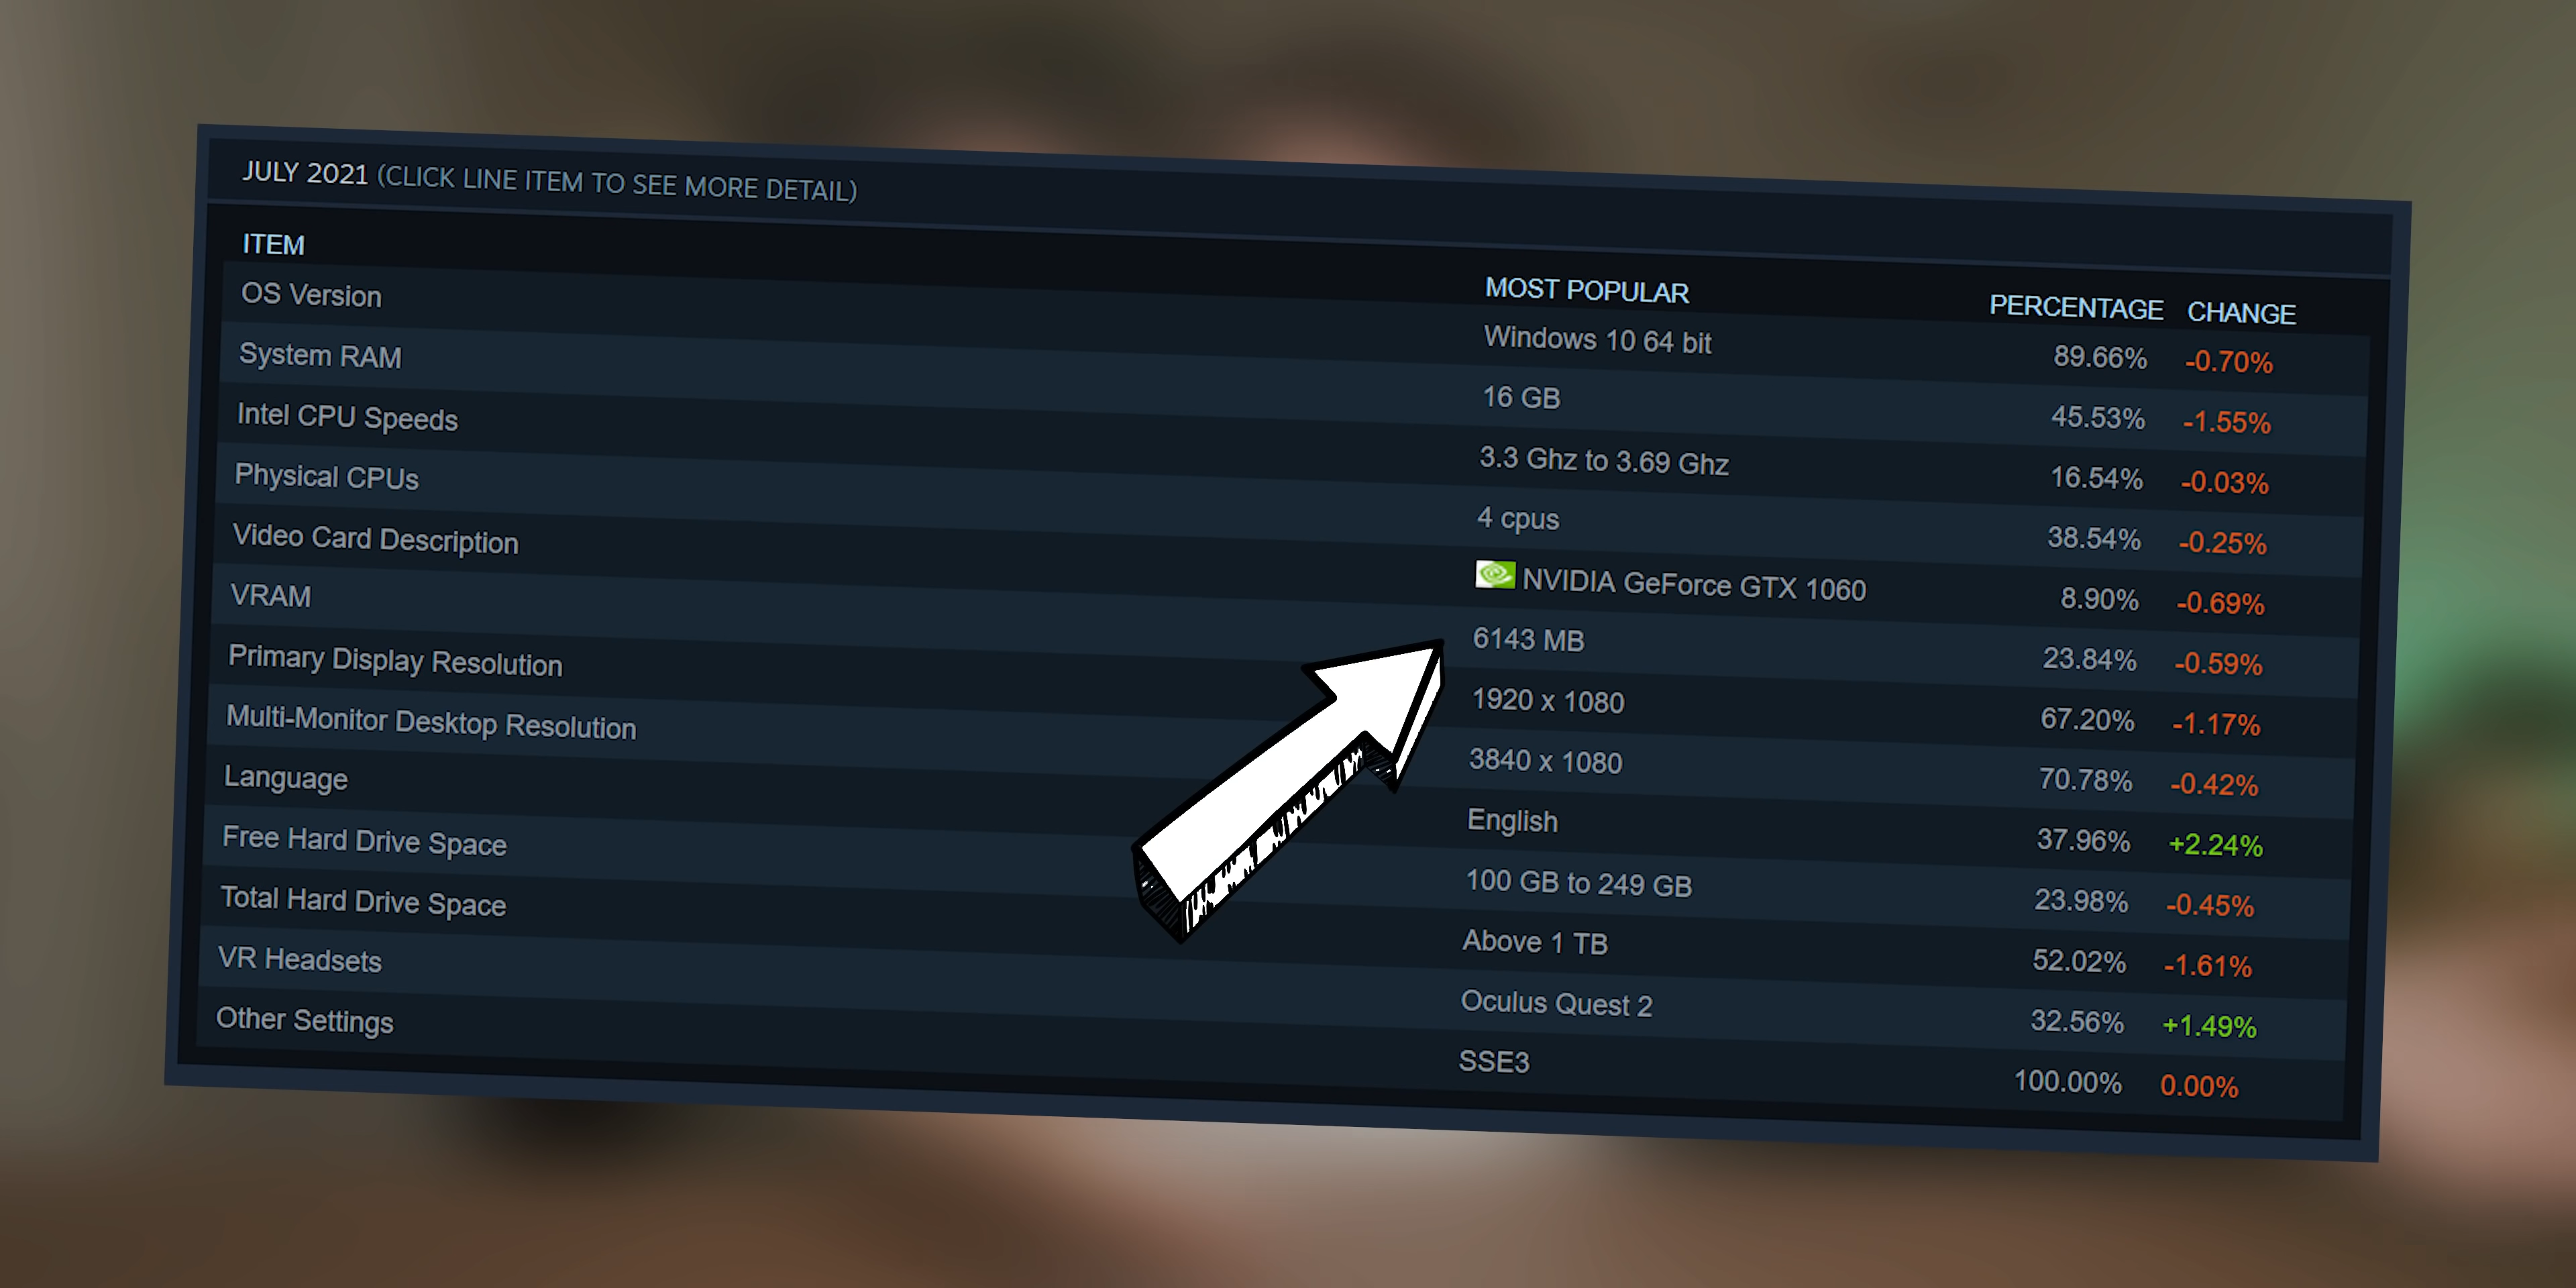 JULY 2021 (CLICK LINE ITEM TO SEE MORE DETAIL)
ITEM MOST POPULAR PERCENTAGE CHANGE
OS Version Windows 10 64 bit 89.66% -0.70%
System RAM 16 GB 45.53% -1.55%
Intel CPU Speeds 3.3 Ghz to 3.69 Ghz 16.54% -0.03%
Physical CPUs 4 cpus 38.54% -0.25%
Video Card Description NVIDIA GeForce GTX 1060 8.90% -0.69%
VRAM 6143 MB 23.84% -0.59%
Primary Display Resolution 1920 x 1080 67.20% -1.17%
Multi-Monitor Desktop Resolution 3840 x 1080 70.78% -0.42%
Language English 37.96% +2.24%
Free Hard Drive Space 100 GB to 249 GB 23.98% -0.45%
Total Hard Drive Space Above 1 TB 52.02% -1.61%
VR Headsets Oculus Quest 2 32.56% +1.49%
Other Settings SSE3 100.00% 0.00%